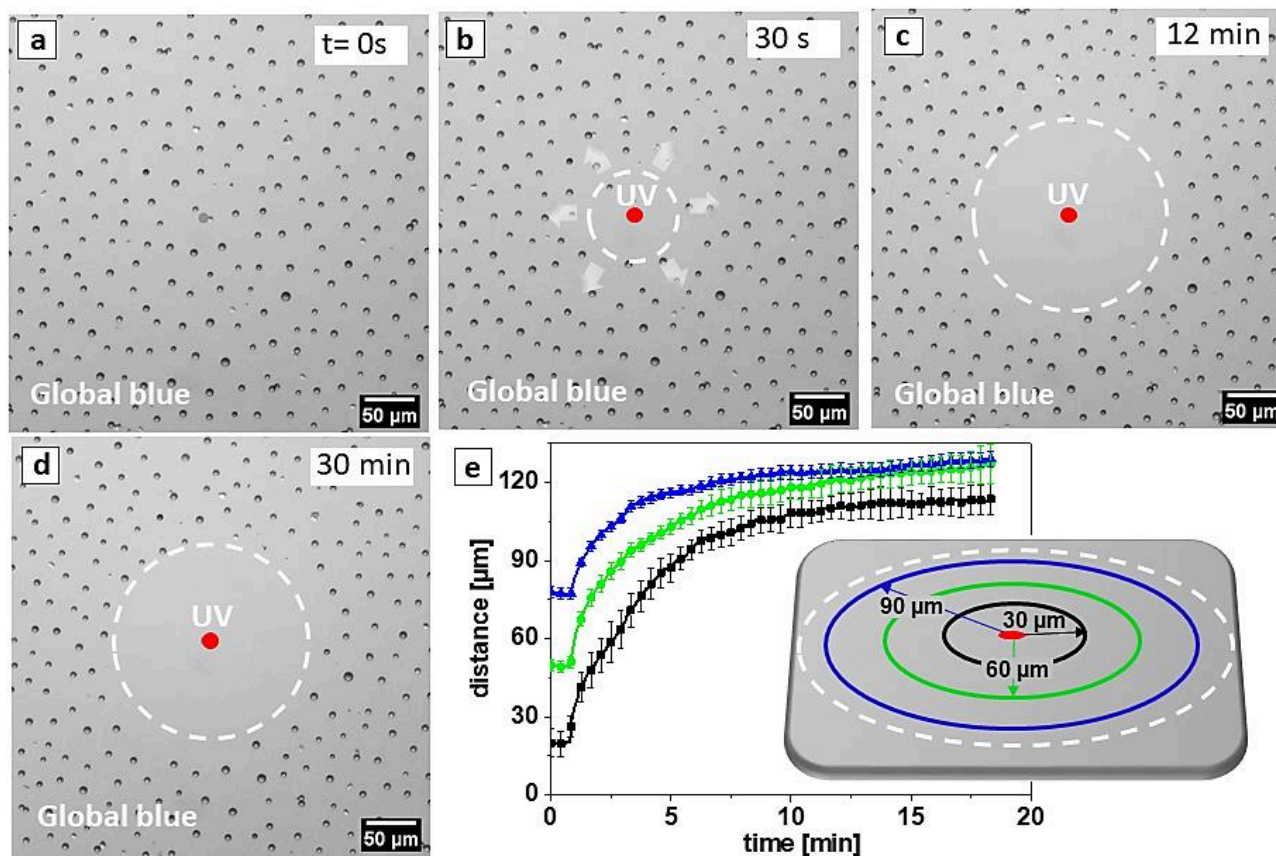 a
t= 0s
Global blue
50 µm
b
30 s
UV
Global blue
50 µm
c
12 min
UV
Global blue
50 µm
d
30 min
UV
Global blue
50 µm
e
120
90
60
30
0
distance [µm]
0
5
10
15
20
time [min]
90 µm
30 µm
60 µm